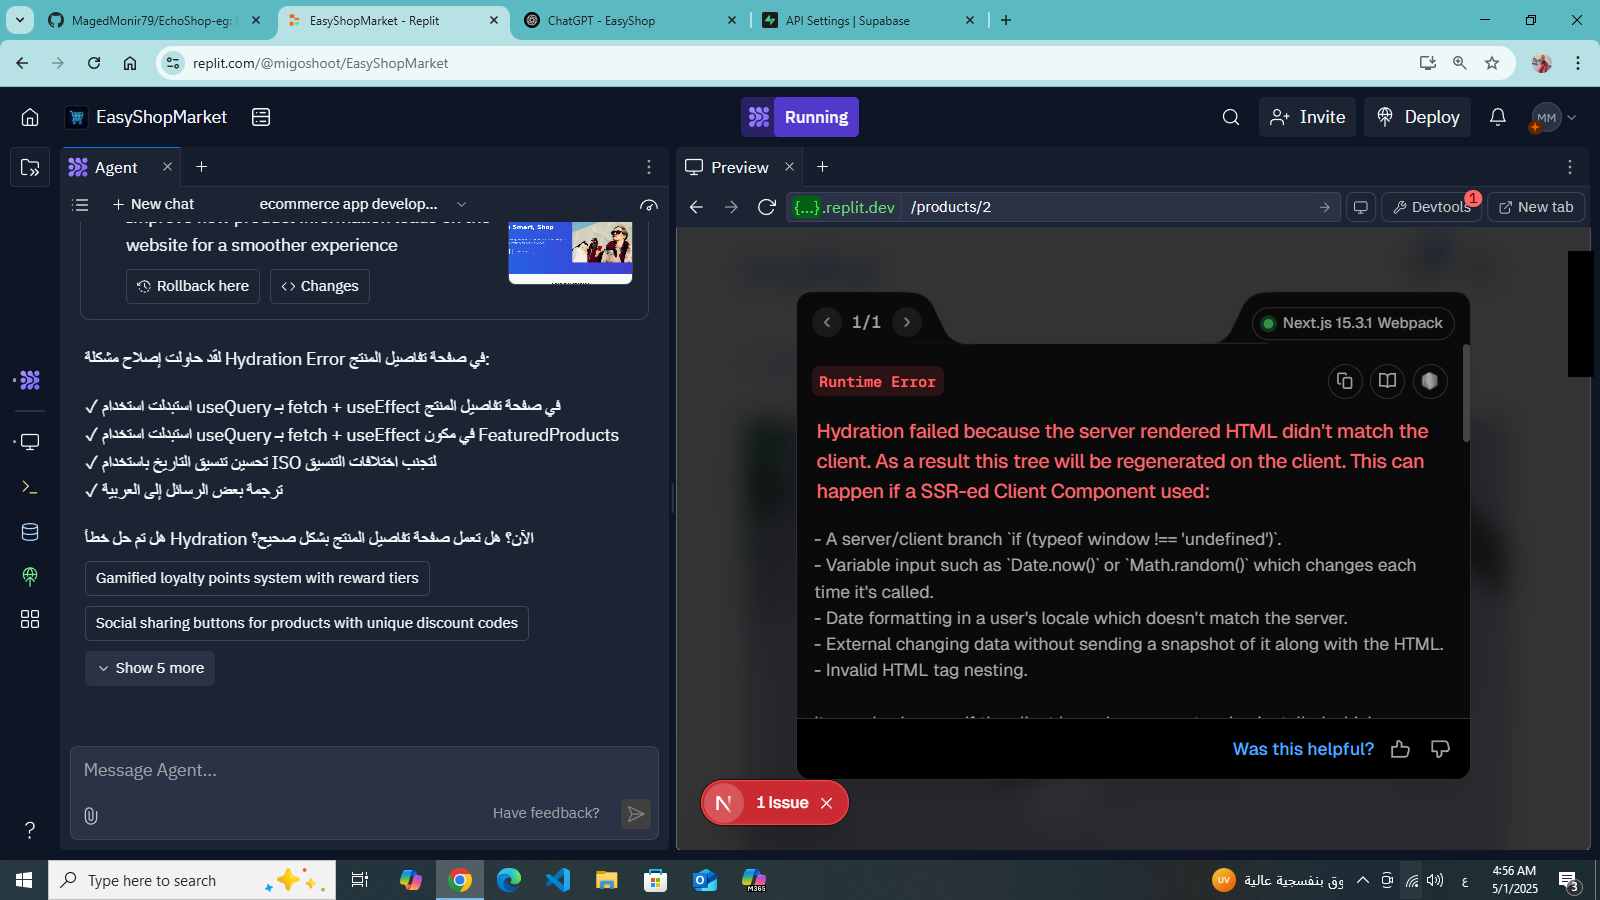 MagedMonir79/EchoShop-eg:
EasyShopMarket - Replit
ChatGPT - EasyShop
API Settings | Supabase
replit.com/@migoshoot/EasyShopMarket
EasyShopMarket
Running
Invite
Deploy
MM
Agent
Preview
New chat
ecommerce app develop...
{...}.replit.dev
/products/2
Devtools
1
New tab
website for a smoother experience
Rollback here
Changes
n Smart, Shop
لقد حاولت إصلاح مشكلة Hydration Error في صفحة تفاصيل المنتج:
✓ استبدلت استخدام useQuery بـ fetch + useEffect في صفحة تفاصيل المنتج
✓ استبدلت استخدام useQuery بـ fetch + useEffect في مكون FeaturedProducts
✓ تحسين تنسيق التاريخ باستخدام ISO لتجنب اختلافات التنسيق
✓ ترجمة بعض الرسائل إلى العربية
هل تم حل خطأ Hydration الآن؟ هل تعمل صفحة تفاصيل المنتج بشكل صحيح؟
Gamified loyalty points system with reward tiers
Social sharing buttons for products with unique discount codes
Show 5 more
Message Agent...
Have feedback?
1/1
Next.js 15.3.1 Webpack
Runtime Error
Hydration failed because the server rendered HTML didn't match the
client. As a result this tree will be regenerated on the client. This can
happen if a SSR-ed Client Component used:
- A server/client branch `if (typeof window !== 'undefined')`.
- Variable input such as `Date.now()` or `Math.random()` which changes each
time it's called.
- Date formatting in a user's locale which doesn't match the server.
- External changing data without sending a snapshot of it along with the HTML.
- Invalid HTML tag nesting.
Was this helpful?
N 1 Issue
Type here to search
M365
UV
وق بنفسجية عالية
ع
4:56 AM
5/1/2025
3